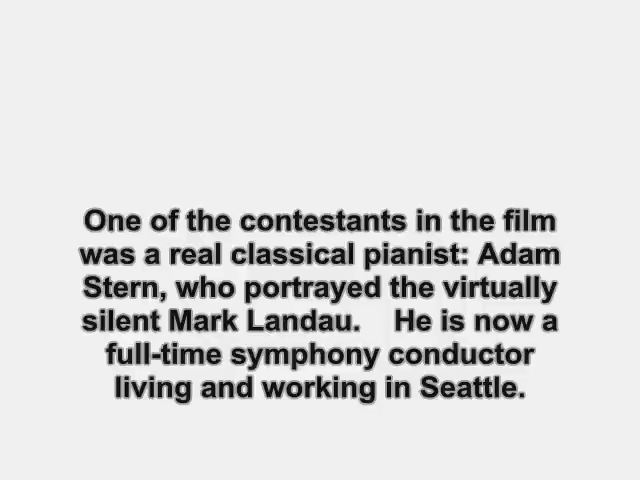 One of the contestants in the film
was a real classical pianist: Adam
Stern, who portrayed the virtually
silent Mark Landau.    He is now a
full-time symphony conductor
living and working in Seattle.